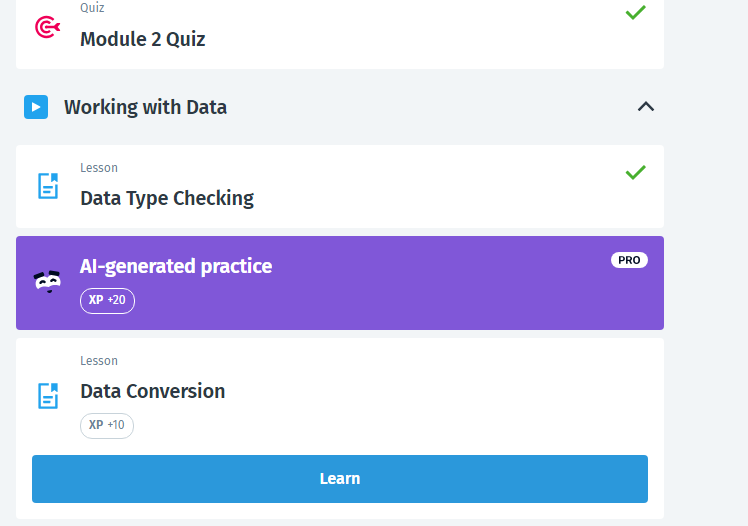 Quiz
Module 2 Quiz
Working with Data
Lesson
Data Type Checking
AI-generated practice
PRO
XP +20
Lesson
Data Conversion
XP +10
Learn